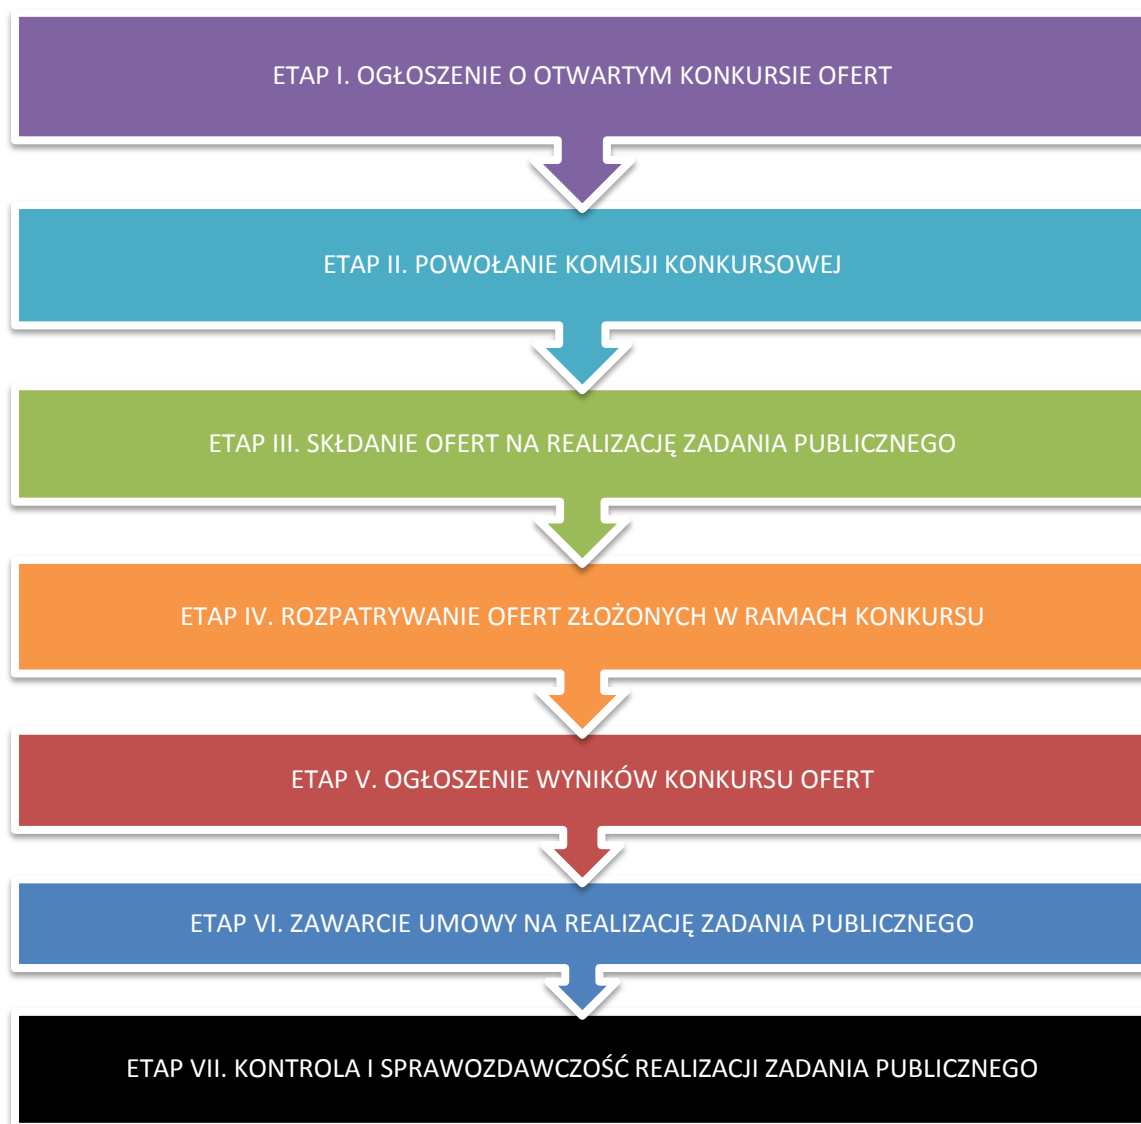 ETAP I. OGŁOSZENIE O OTWARTYM KONKURSIE OFERT
ETAP II. POWOŁANIE KOMISJI KONKURSOWEJ
ETAP III. SKŁDANIE OFERT NA REALIZACJĘ ZADANIA PUBLICZNEGO
ETAP IV. ROZPATRYWANIE OFERT ZŁOŻONYCH W RAMACH KONKURSU
ETAP V. OGŁOSZENIE WYNIKÓW KONKURSU OFERT
ETAP VI. ZAWARCIE UMOWY NA REALIZACJĘ ZADANIA PUBLICZNEGO
ETAP VII. KONTROLA I SPRAWOZDAWCZOŚĆ REALIZACJI ZADANIA PUBLICZNEGO